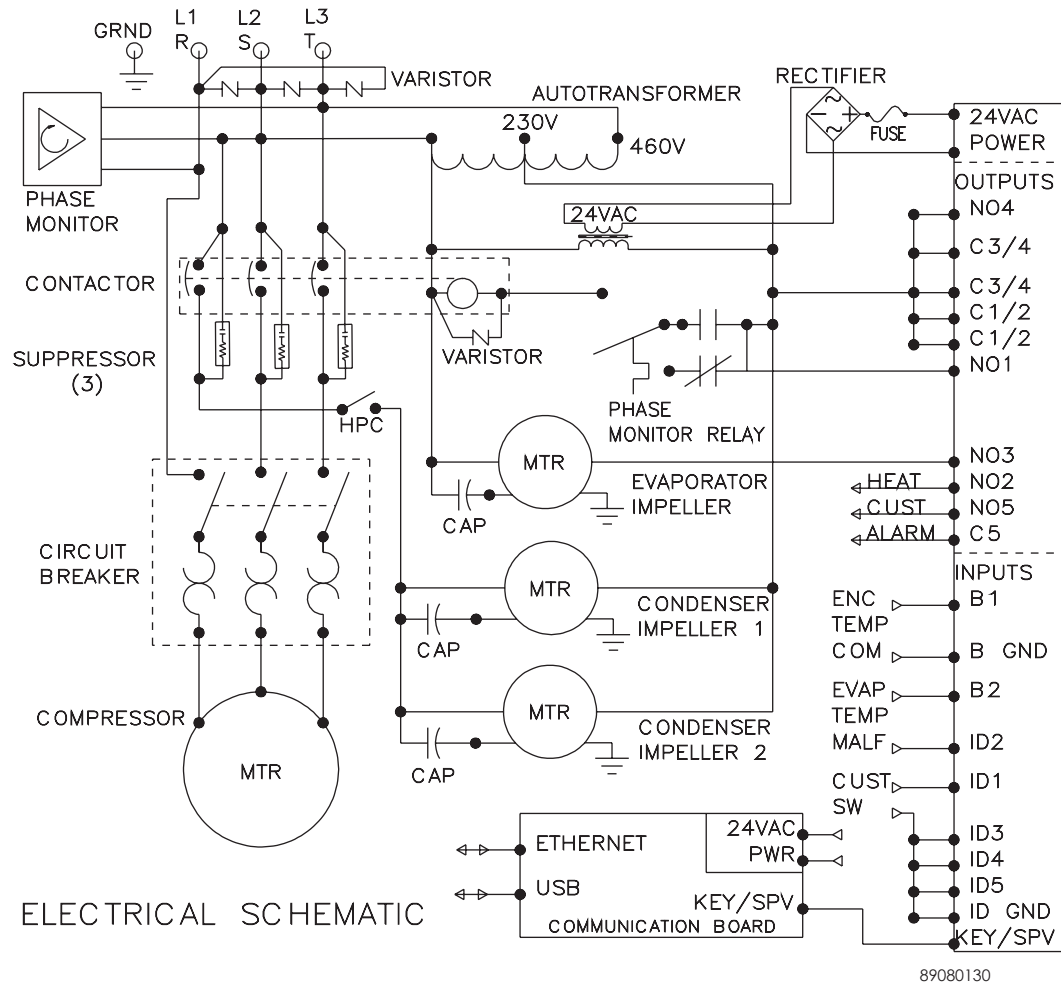 GRND
L1
R
L2
S
L3
T
VARISTOR
RECTIFIER
AUTOTRANSFORMER
230V
460V
FUSE
24VAC
POWER
PHASE
MONITOR
24VAC
OUTPUTS
NO4
C3/4
C3/4
C1/2
C1/2
NO1
CONTACTOR
VARISTOR
SUPPRESSOR
(3)
HPC
PHASE
MONITOR RELAY
MTR
EVAPORATOR
IMPELLER
CAP
NO3
HEAT
NO2
CUST
NO5
ALARM
C5
CIRCUIT
BREAKER
INPUTS
MTR
CONDENSER
IMPELLER 1
CAP
ENC
TEMP
B1
COM
B GND
EVAP
TEMP
B2
MALF
ID2
CUST
SW
ID1
ID3
ID4
ID5
ID GND
KEY/SPV
COMPRESSOR
MTR
MTR
CONDENSER
IMPELLER 2
CAP
ETHERNET
USB
24VAC
PWR
KEY/SPV
COMMUNICATION BOARD
ELECTRICAL SCHEMATIC
89080130